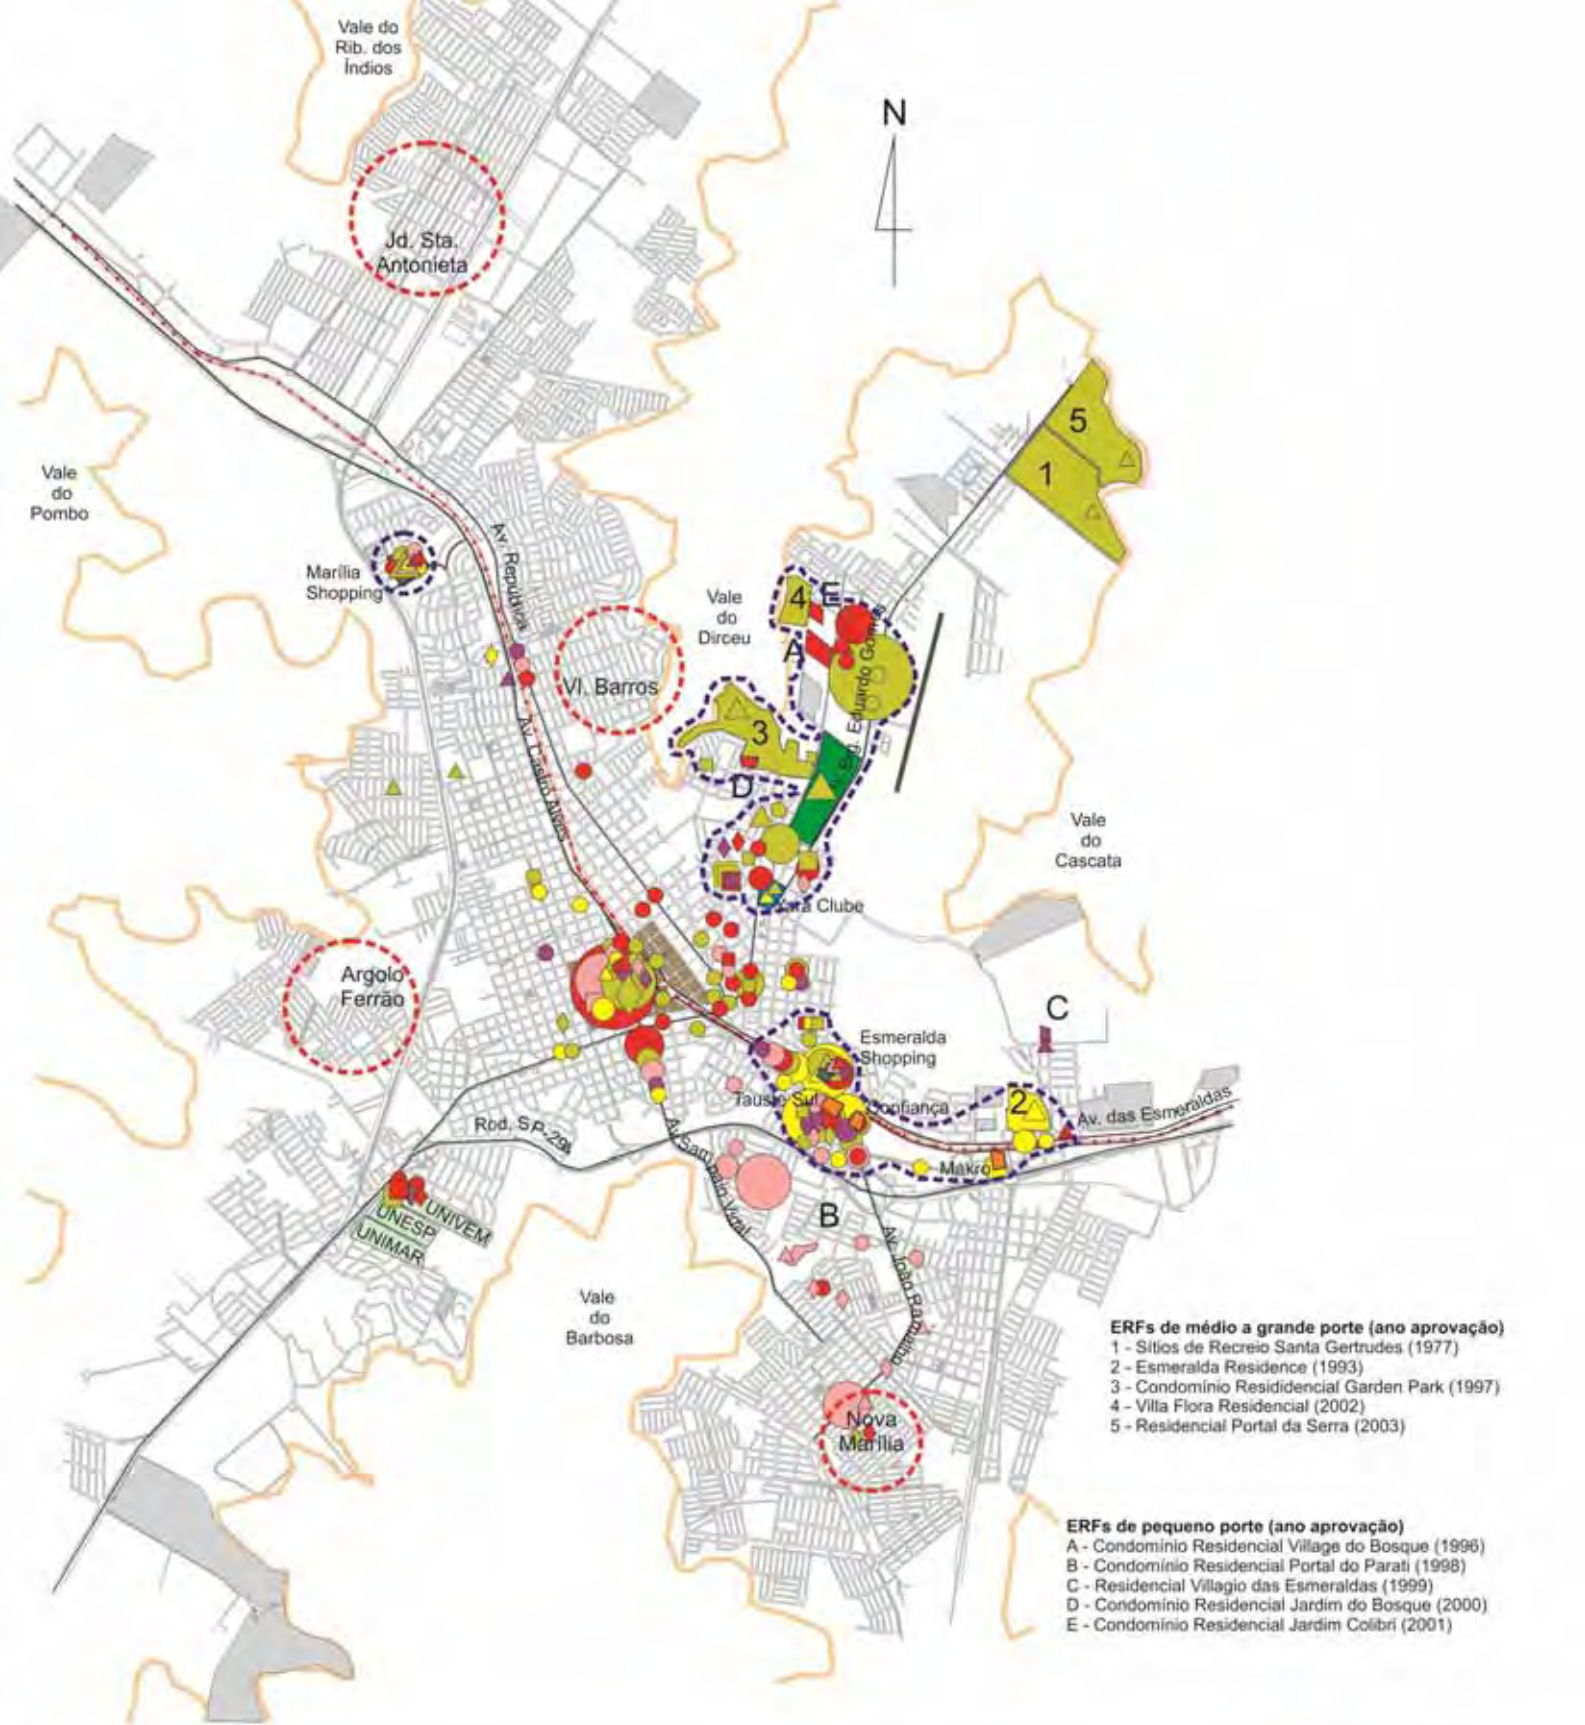 Vale do
Rib. dos
Índios
N
Jd. Sta.
Antonieta
5
1
Vale
do
Pombo
Av. República
Marília
Shopping
Vale
do
Dirceu
4
E
A
Av. Brig. Eduardo Gomes
Vl. Barros
3
D
Av. Castro Alves
Vale
do
Cascata
Yara Clube
Argolo
Ferrão
C
Esmeralda
Shopping
Tauste Sul
Confiança
2
Av. das Esmeraldas
Rod. SP-294
Makro
Av. Sampaio Vidal
UNIVEM
UNESP
UNIMAR
B
Av. João Ramalho
Vale
do
Barbosa
Nova
Marília
ERFs de médio a grande porte (ano aprovação)
1 - Sítios de Recreio Santa Gertrudes (1977)
2 - Esmeralda Residence (1993)
3 - Condomínio Resididencial Garden Park (1997)
4 - Villa Flora Residencial (2002)
5 - Residencial Portal da Serra (2003)
ERFs de pequeno porte (ano aprovação)
A - Condomínio Residencial Village do Bosque (1996)
B - Condomínio Residencial Portal do Parati (1998)
C - Residencial Villagio das Esmeraldas (1999)
D - Condomínio Residencial Jardim do Bosque (2000)
E - Condomínio Residencial Jardim Colibri (2001)